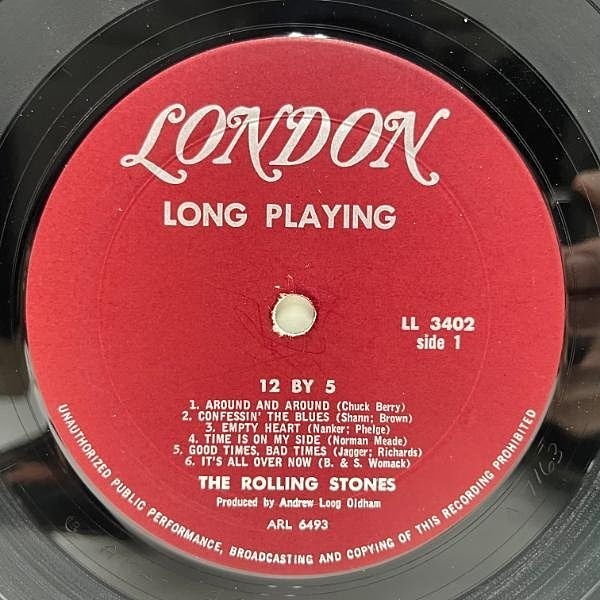 LONDON
LONG PLAYING
LL 3402
side 1
12 BY 5
1. AROUND AND AROUND (Chuck Berry)
2. CONFESSIN' THE BLUES (Shann; Brown)
3. EMPTY HEART (Nanker; Phelge)
4. TIME IS ON MY SIDE (Norman Meade)
5. GOOD TIMES, BAD TIMES (Jagger; Richards)
6. IT'S ALL OVER NOW (B. & S. Womack)
THE ROLLING STONES
Produced by Andrew Loog Oldham
ARL 6493
UNAUTHORIZED PUBLIC PERFORMANCE, BROADCASTING AND COPYING OF THIS RECORDING PROHIBITED